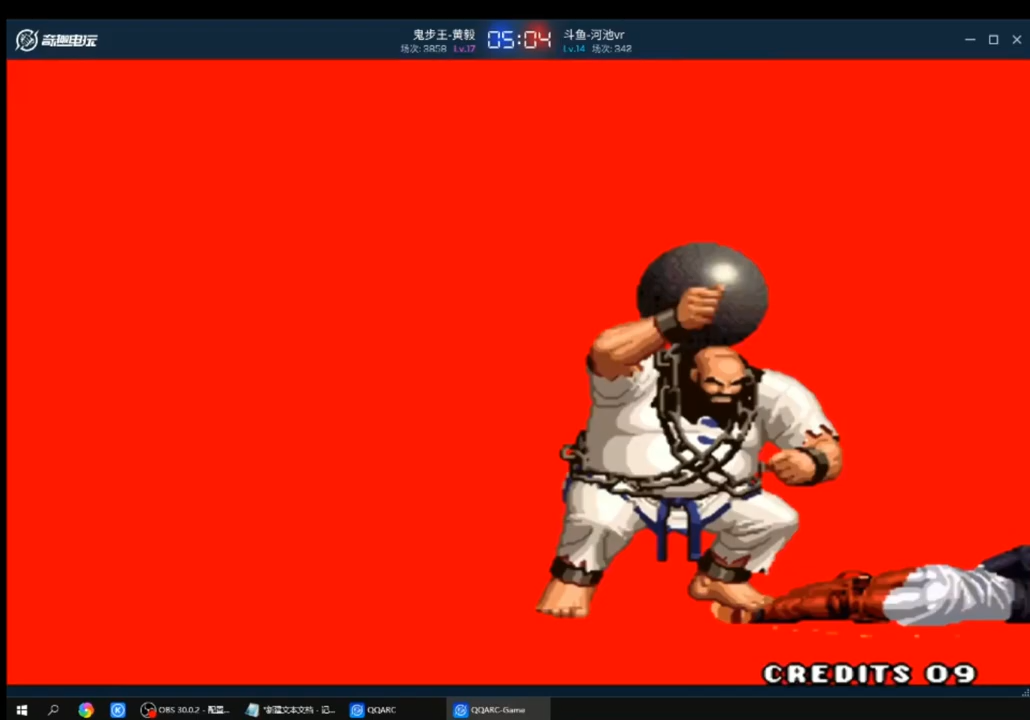 奇趣电玩
鬼步王-黄毅
场次: 3858 Lv.17
05:04
斗鱼-河池vr
Lv.14 场次: 342
CREDITS 09
OBS 30.0.2 - 配置...
*新建文本文档 - 记...
QQARC
QQARC-Game